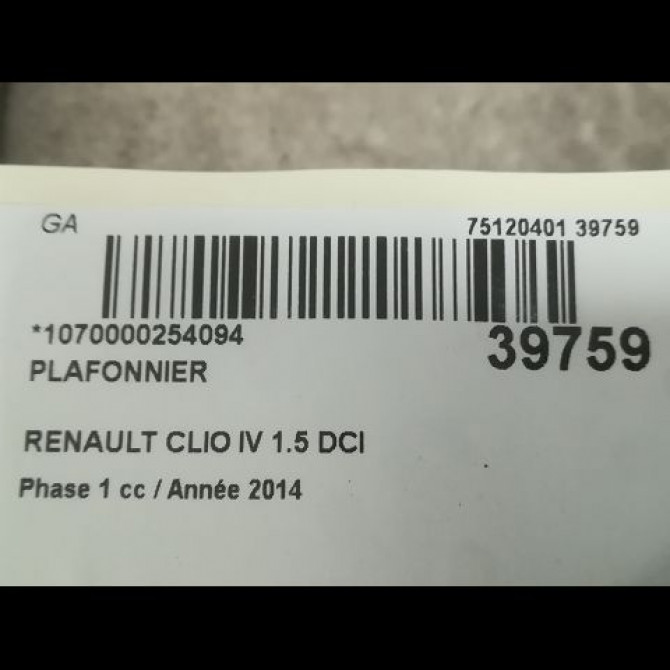 GA 75120401 39759
*1070000254094 39759
PLAFONNIER
RENAULT CLIO IV 1.5 DCI
Phase 1 cc / Année 2014